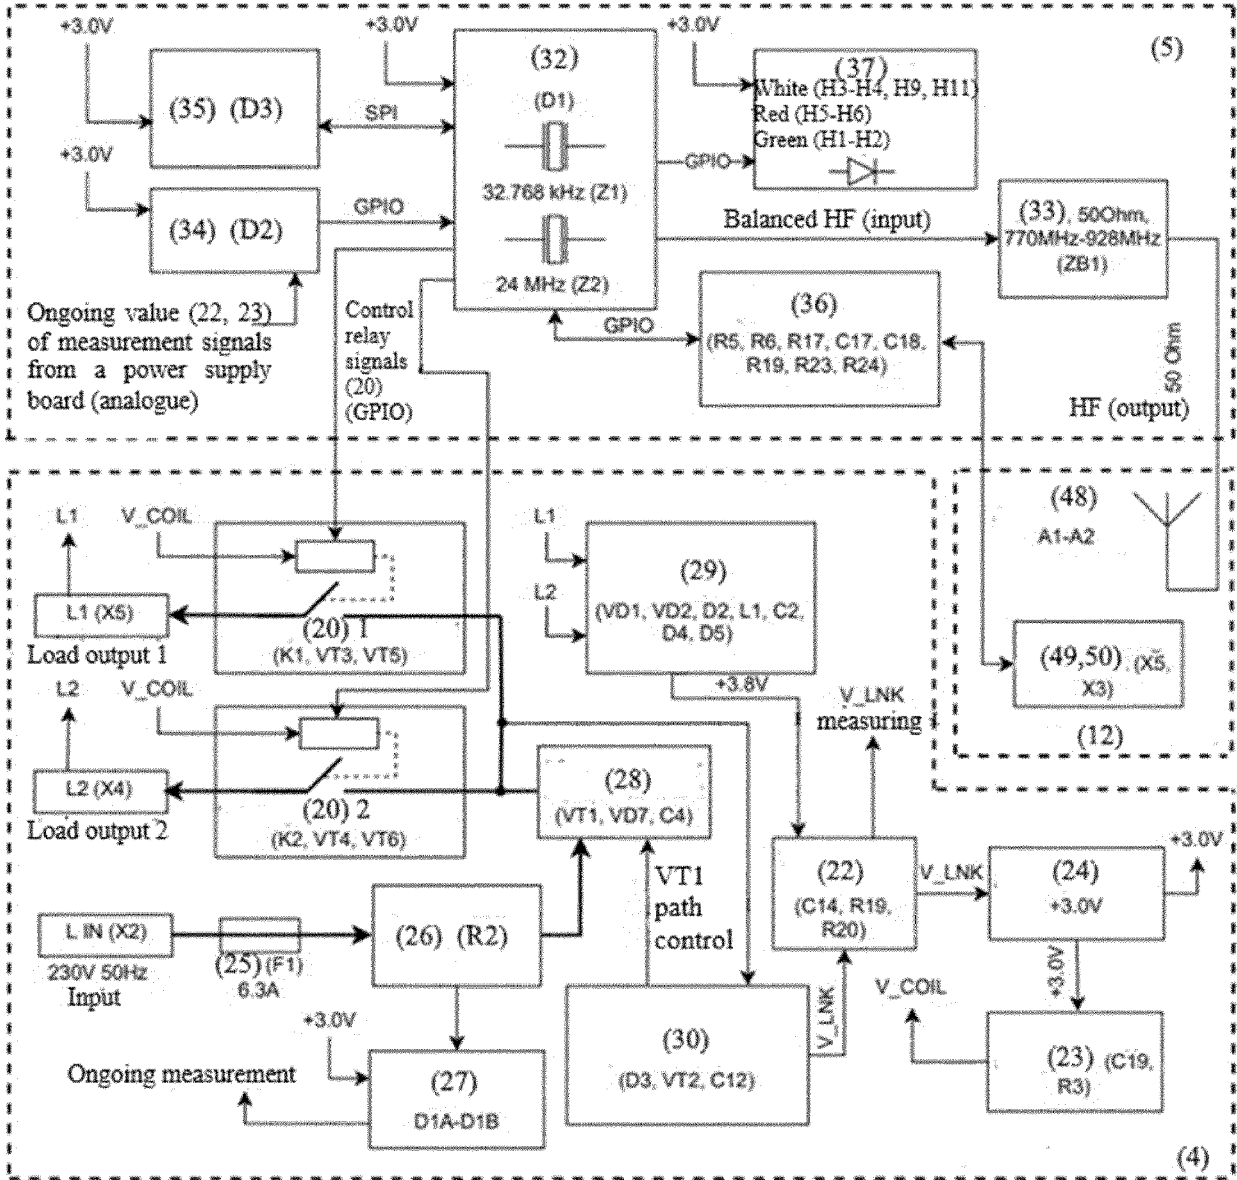 +3.0V
+3.0V
+3.0V
(5)
(35) (D3)
SPI
(32)
(D1)
32.768 kHz (Z1)
24 MHz (Z2)
(37)
White (H3-H4, H9, H11)
Red (H5-H6)
Green (H1-H2)
GPIO
+3.0V
(34) (D2)
GPIO
Balanced HF (input)
(33), 50Ohm,
770MHz-928MHz
(ZB1)
Ongoing value (22, 23)
of measurement signals
from a power supply
board (analogue)
Control
relay
signals
(20)
(GPIO)
GPIO
(36)
(R5, R6, R17, C17, C18,
R19, R23, R24)
50 Ohm
HF (output)
L1
V_COIL
L1 (X5)
Load output 1
(20) 1
(K1, VT3, VT5)
L1
L2
(29)
(VD1, VD2, D2, L1, C2,
D4, D5)
+3.8V
(48)
A1-A2
(49,50) (X5,
X3)
(12)
L2
V_COIL
L2 (X4)
Load output 2
(20) 2
(K2, VT4, VT6)
(28)
(VT1, VD7, C4)
V_LNK
measuring
L IN (X2)
230V 50Hz
Input
(25) (F1)
6.3A
(26) (R2)
VT1
path
control
(22)
(C14, R19,
R20)
V_LNK
(24)
+3.0V
+3.0V
+3.0V
+3.0V
Ongoing measurement
(27)
D1A-D1B
(30)
(D3, VT2, C12)
V_LNK
V_COIL
(23) (C19,
R3)
(4)